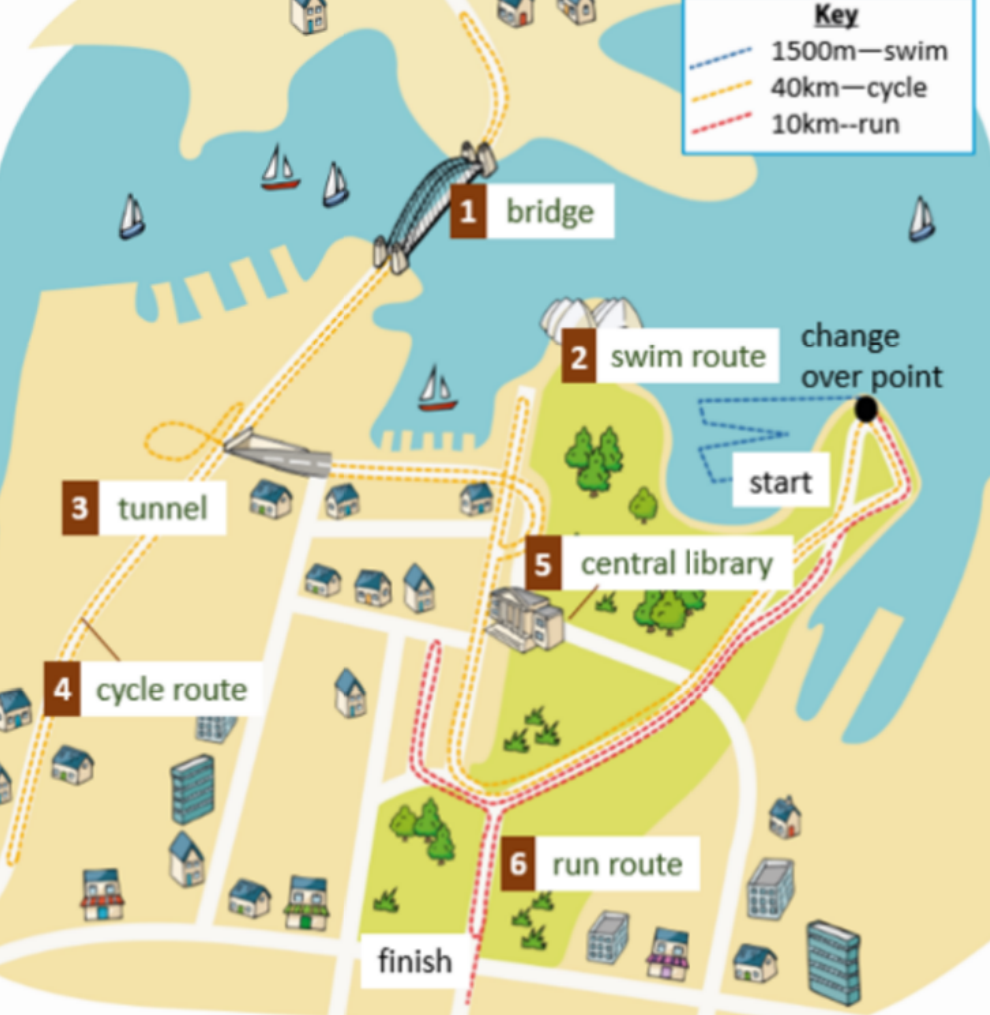 Key
1500m—swim
40km—cycle
10km--run
1 bridge
2 swim route
change
over point
start
3 tunnel
5 central library
4 cycle route
6 run route
finish